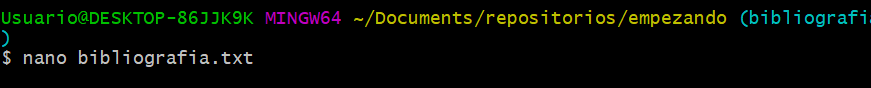 Usuario@DESKTOP-86JJK9K MINGW64 ~/Documents/repositorios/empezando (bibliografia
)
$ nano bibliografia.txt